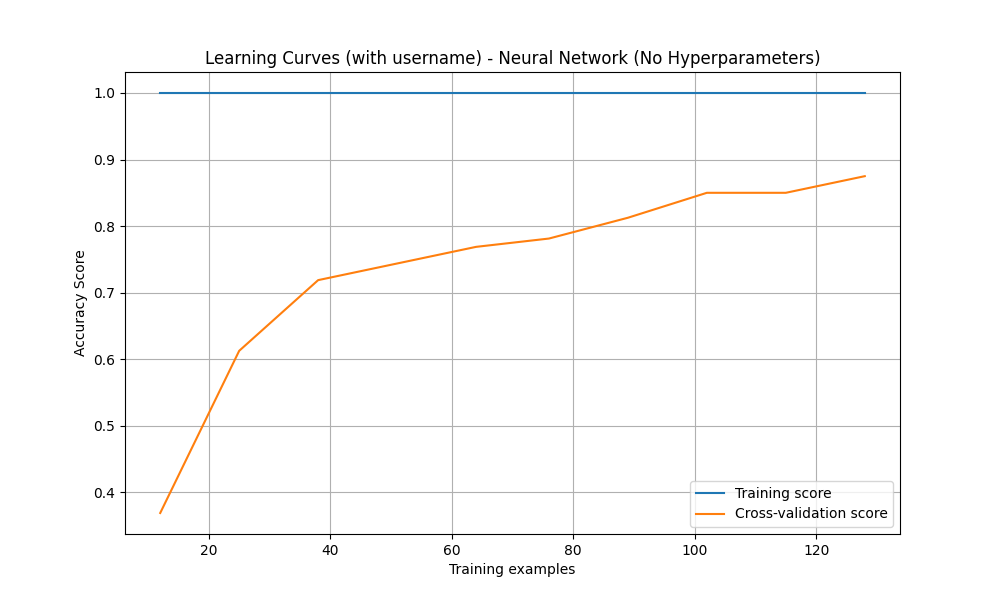 Learning Curves (with username) - Neural Network (No Hyperparameters)
1.0
0.9
0.8
0.7
0.6
0.5
0.4
Accuracy Score
20 40 60 80 100 120
Training examples
Training score
Cross-validation score